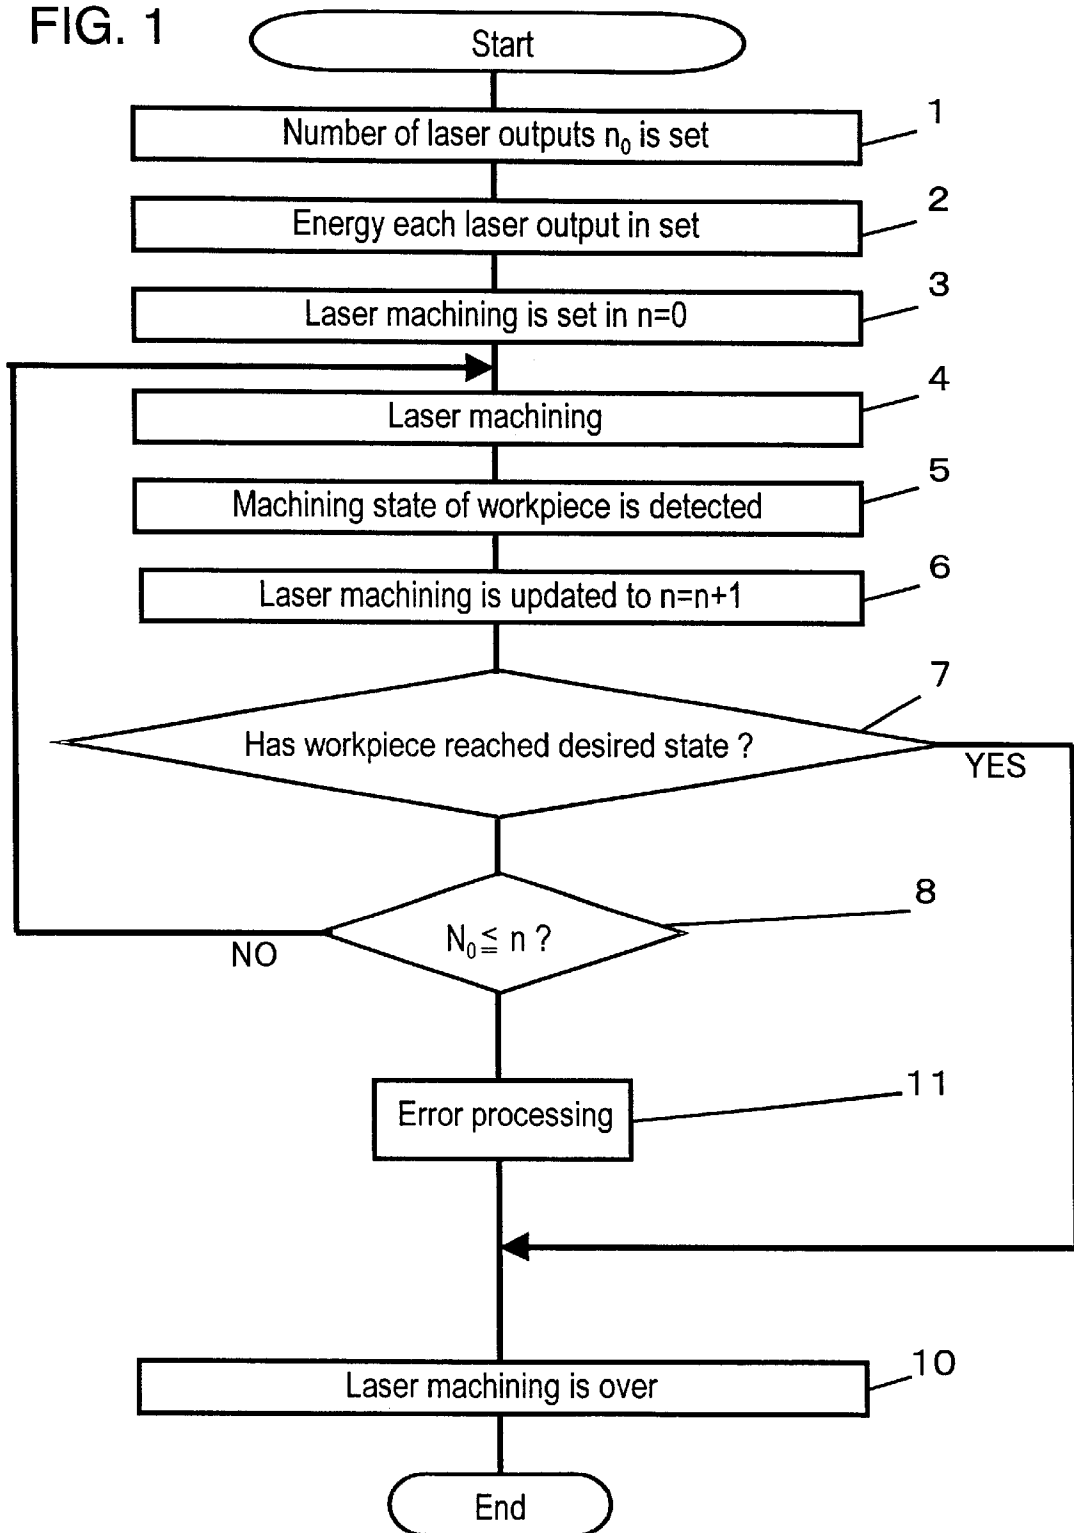 FIG. 1
Start
Number of laser outputs n₀ is set
1
Energy each laser output in set
2
Laser machining is set in n=0
3
Laser machining
4
Machining state of workpiece is detected
5
Laser machining is updated to n=n+1
6
Has workpiece reached desired state ?
7
YES
N₀ ≦ n ?
8
NO
Error processing
11
Laser machining is over
10
End